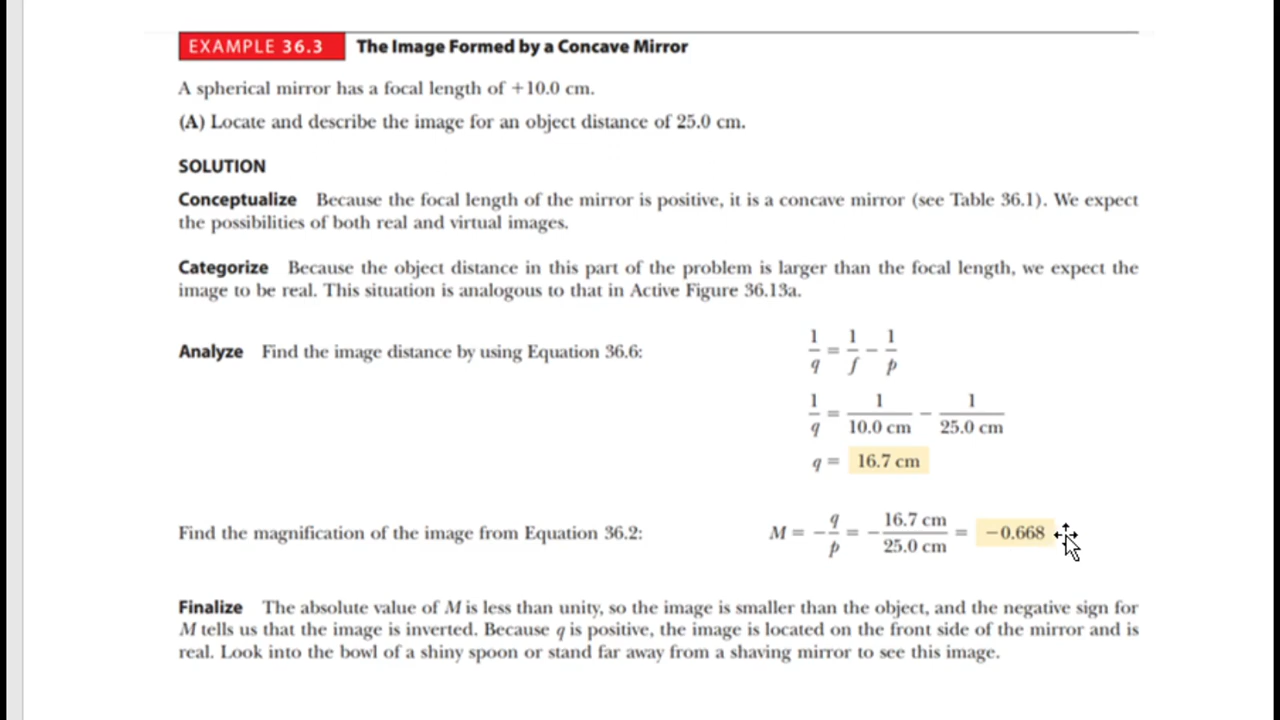 EXAMPLE 36.3 The Image Formed by a Concave Mirror
A spherical mirror has a focal length of +10.0 cm.
(A) Locate and describe the image for an object distance of 25.0 cm.
SOLUTION
Conceptualize Because the focal length of the mirror is positive, it is a concave mirror (see Table 36.1). We expect
the possibilities of both real and virtual images.
Categorize Because the object distance in this part of the problem is larger than the focal length, we expect the
image to be real. This situation is analogous to that in Active Figure 36.13a.
Analyze Find the image distance by using Equation 36.6:
1/q = 1/f − 1/p
1/q = 1/10.0 cm − 1/25.0 cm
q = 16.7 cm
Find the magnification of the image from Equation 36.2:
M = −q/p = −16.7 cm/25.0 cm = −0.668
Finalize The absolute value of M is less than unity, so the image is smaller than the object, and the negative sign for
M tells us that the image is inverted. Because q is positive, the image is located on the front side of the mirror and is
real. Look into the bowl of a shiny spoon or stand far away from a shaving mirror to see this image.